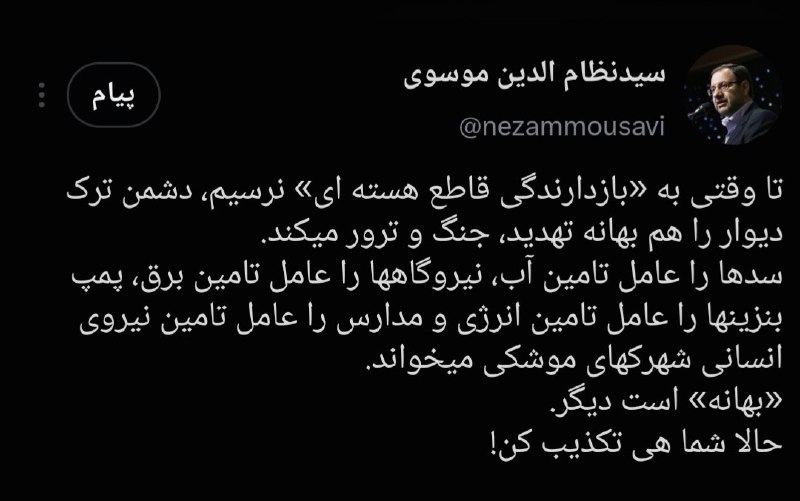 سیدنظام الدین موسوی
@nezammousavi
پیام
تا وقتی به «بازدارندگی قاطع هسته ای» نرسیم، دشمن ترک
دیوار را هم بهانه تهدید، جنگ و ترور میکند.
سدها را عامل تامین آب، نیروگاهها را عامل تامین برق، پمپ
بنزینها را عامل تامین انرژی و مدارس را عامل تامین نیروی
انسانی شهرکهای موشکی میخواند.
«بهانه» است دیگر.
حالا شما هی تکذیب کن!